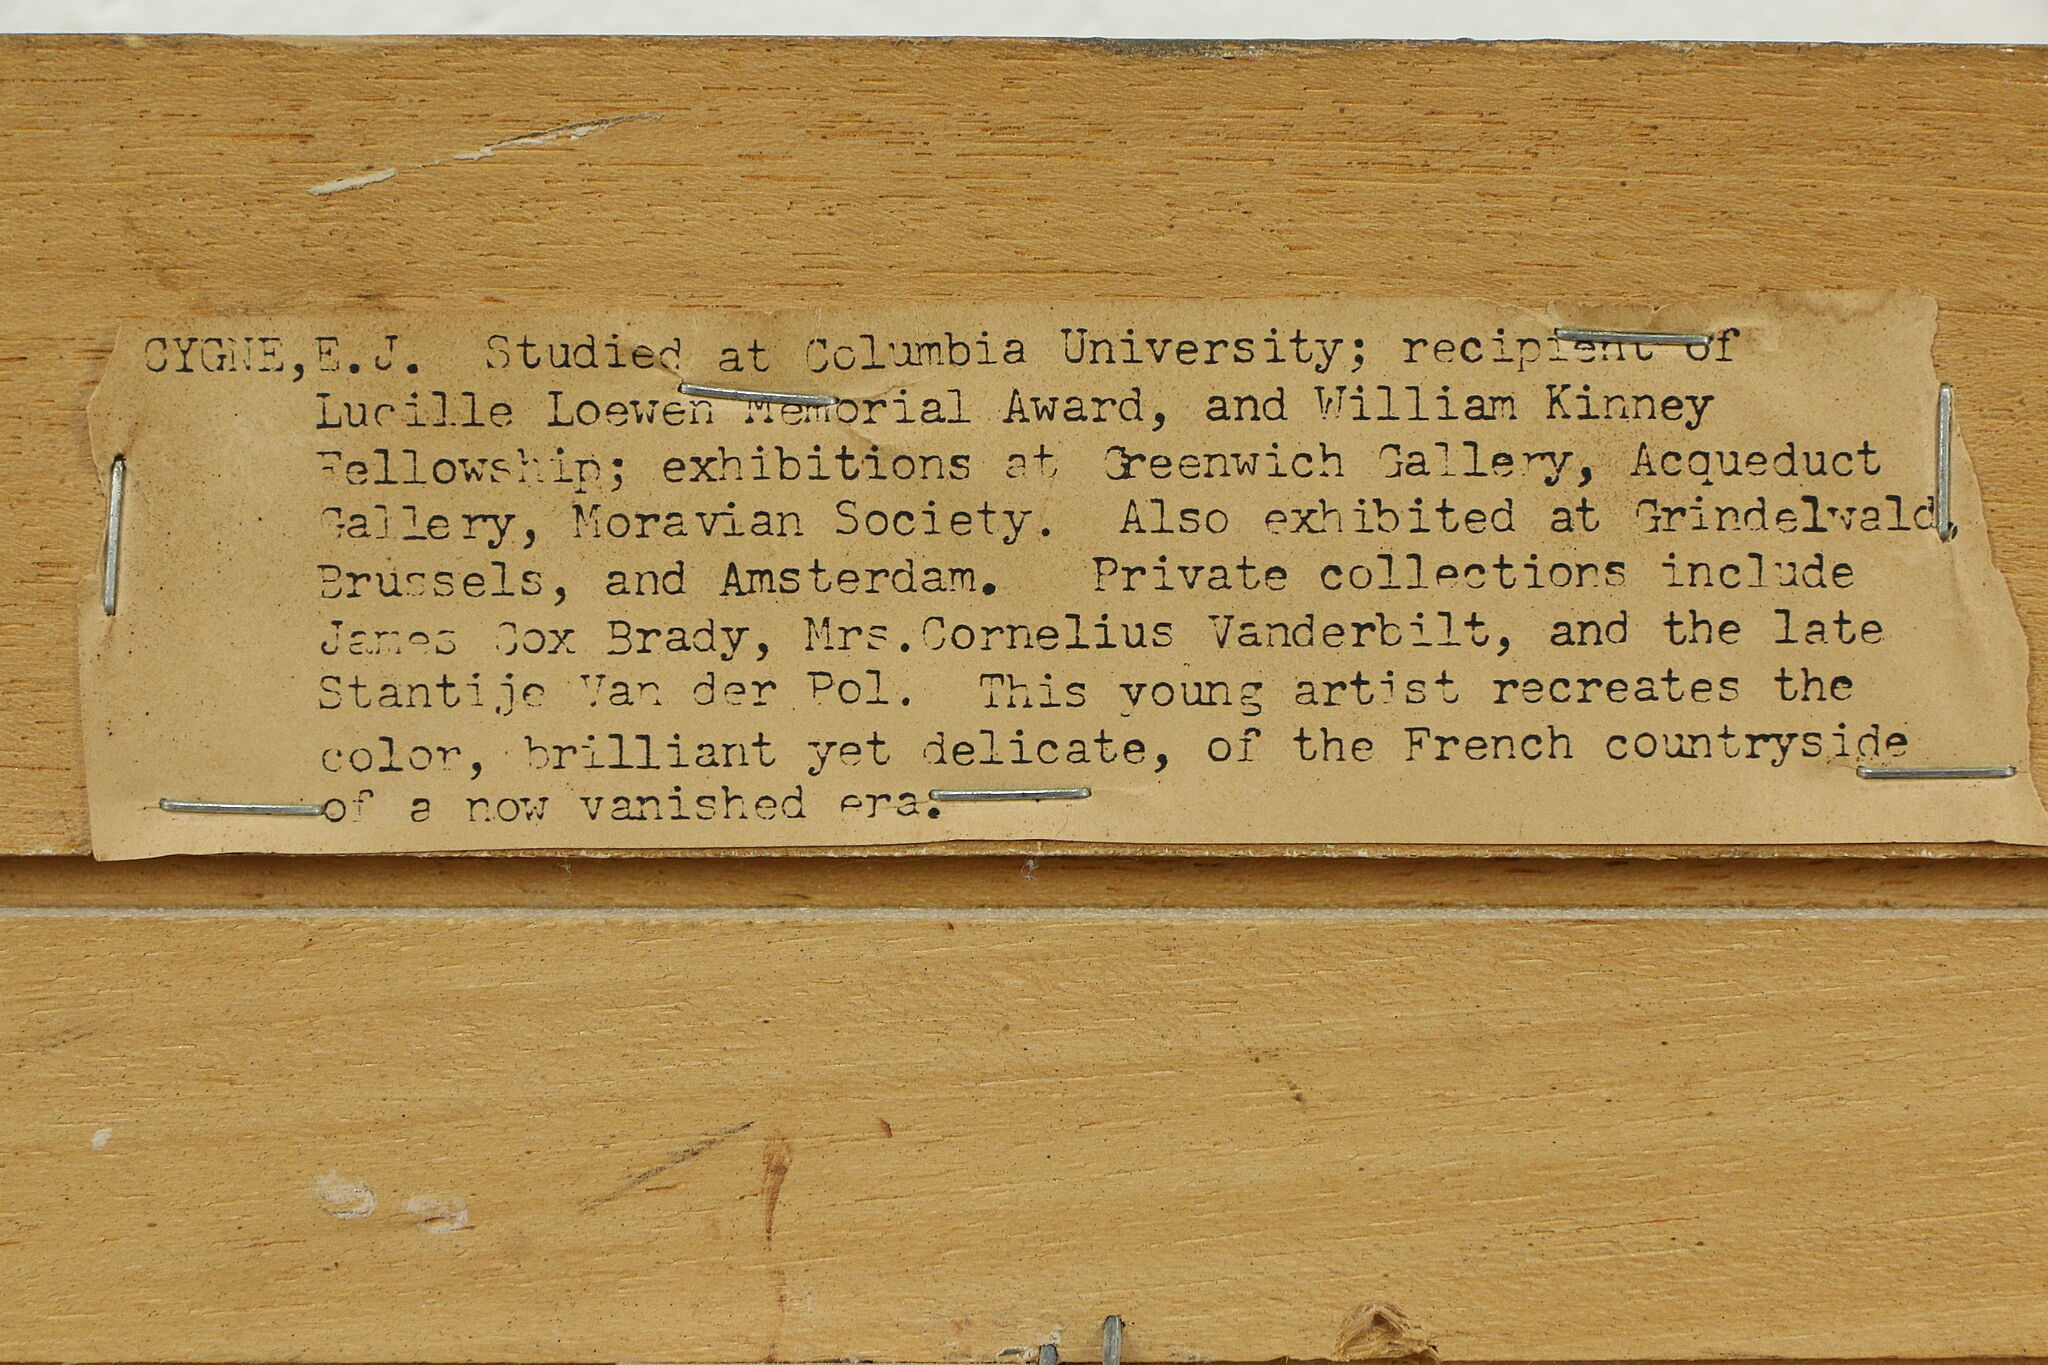 CYGNE, E.J.  Studied at Columbia University; recipient of
Lucille Loewen Memorial Award, and William Kinney
Fellowship; exhibitions at Greenwich Gallery, Acqueduct
Gallery, Moravian Society.  Also exhibited at Grindelwald,
Brussels, and Amsterdam.  Private collections include
James Cox Brady, Mrs.Cornelius Vanderbilt, and the late
Stantije Van der Pol.  This young artist recreates the
color, brilliant yet delicate, of the French countryside
of a now vanished era.